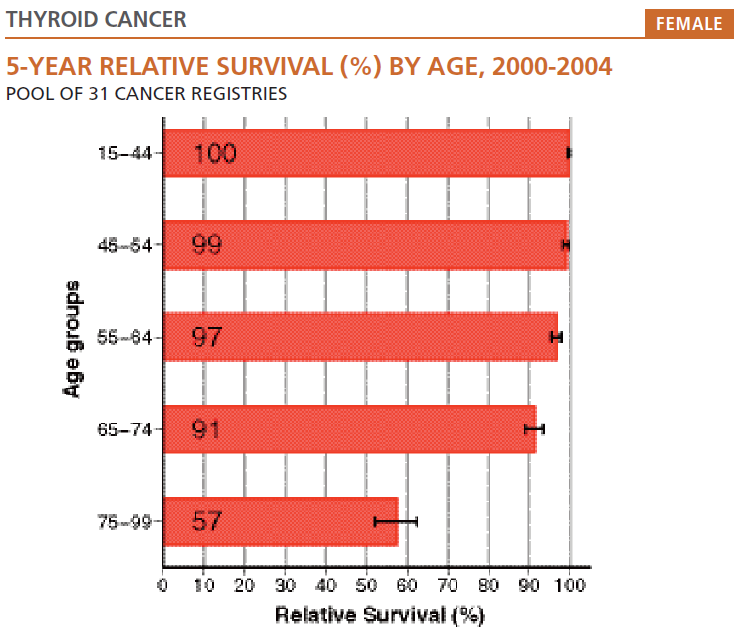 THYROID CANCER
FEMALE
5-YEAR RELATIVE SURVIVAL (%) BY AGE, 2000-2004
POOL OF 31 CANCER REGISTRIES
15–44
100
45–54
99
55–64
97
65–74
91
75–99
57
Age groups
0 10 20 30 40 50 60 70 80 90 100
Relative Survival (%)